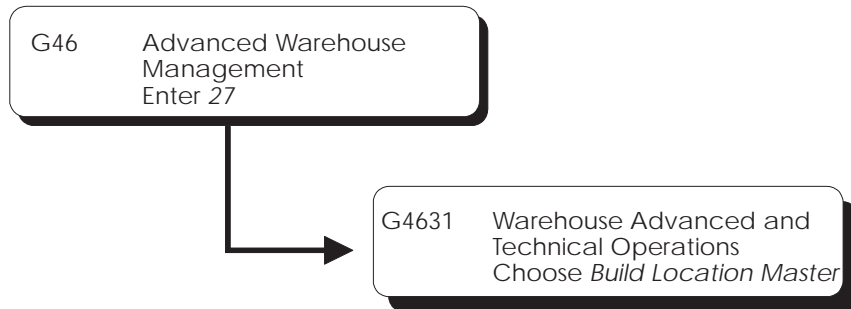 G46 Advanced Warehouse
Management
Enter 27
G4631 Warehouse Advanced and
Technical Operations
Choose Build Location Master